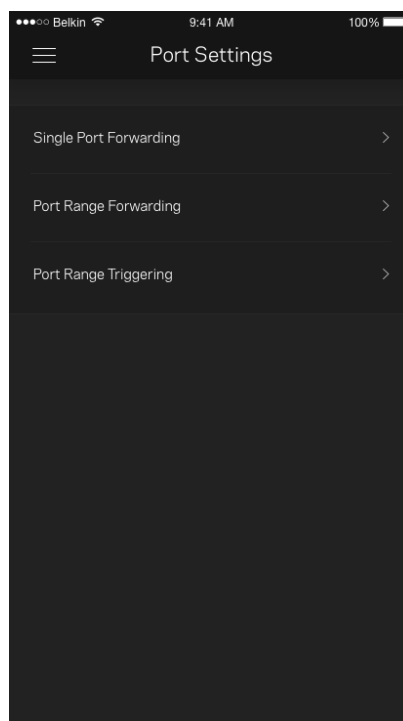 Belkin 9:41 AM 100%
Port Settings
Single Port Forwarding
Port Range Forwarding
Port Range Triggering